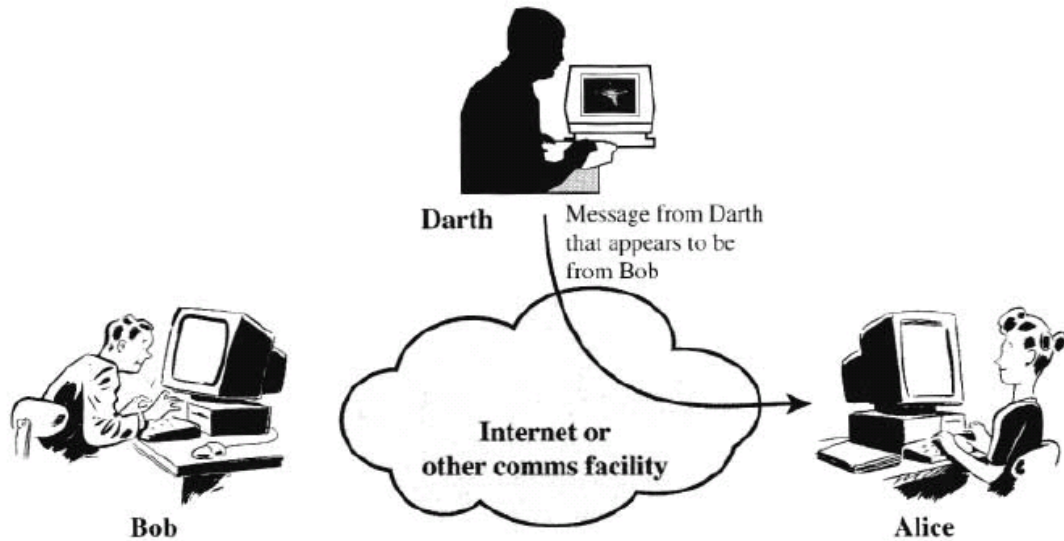 Darth
Message from Darth
that appears to be
from Bob
Internet or
other comms facility
Bob
Alice